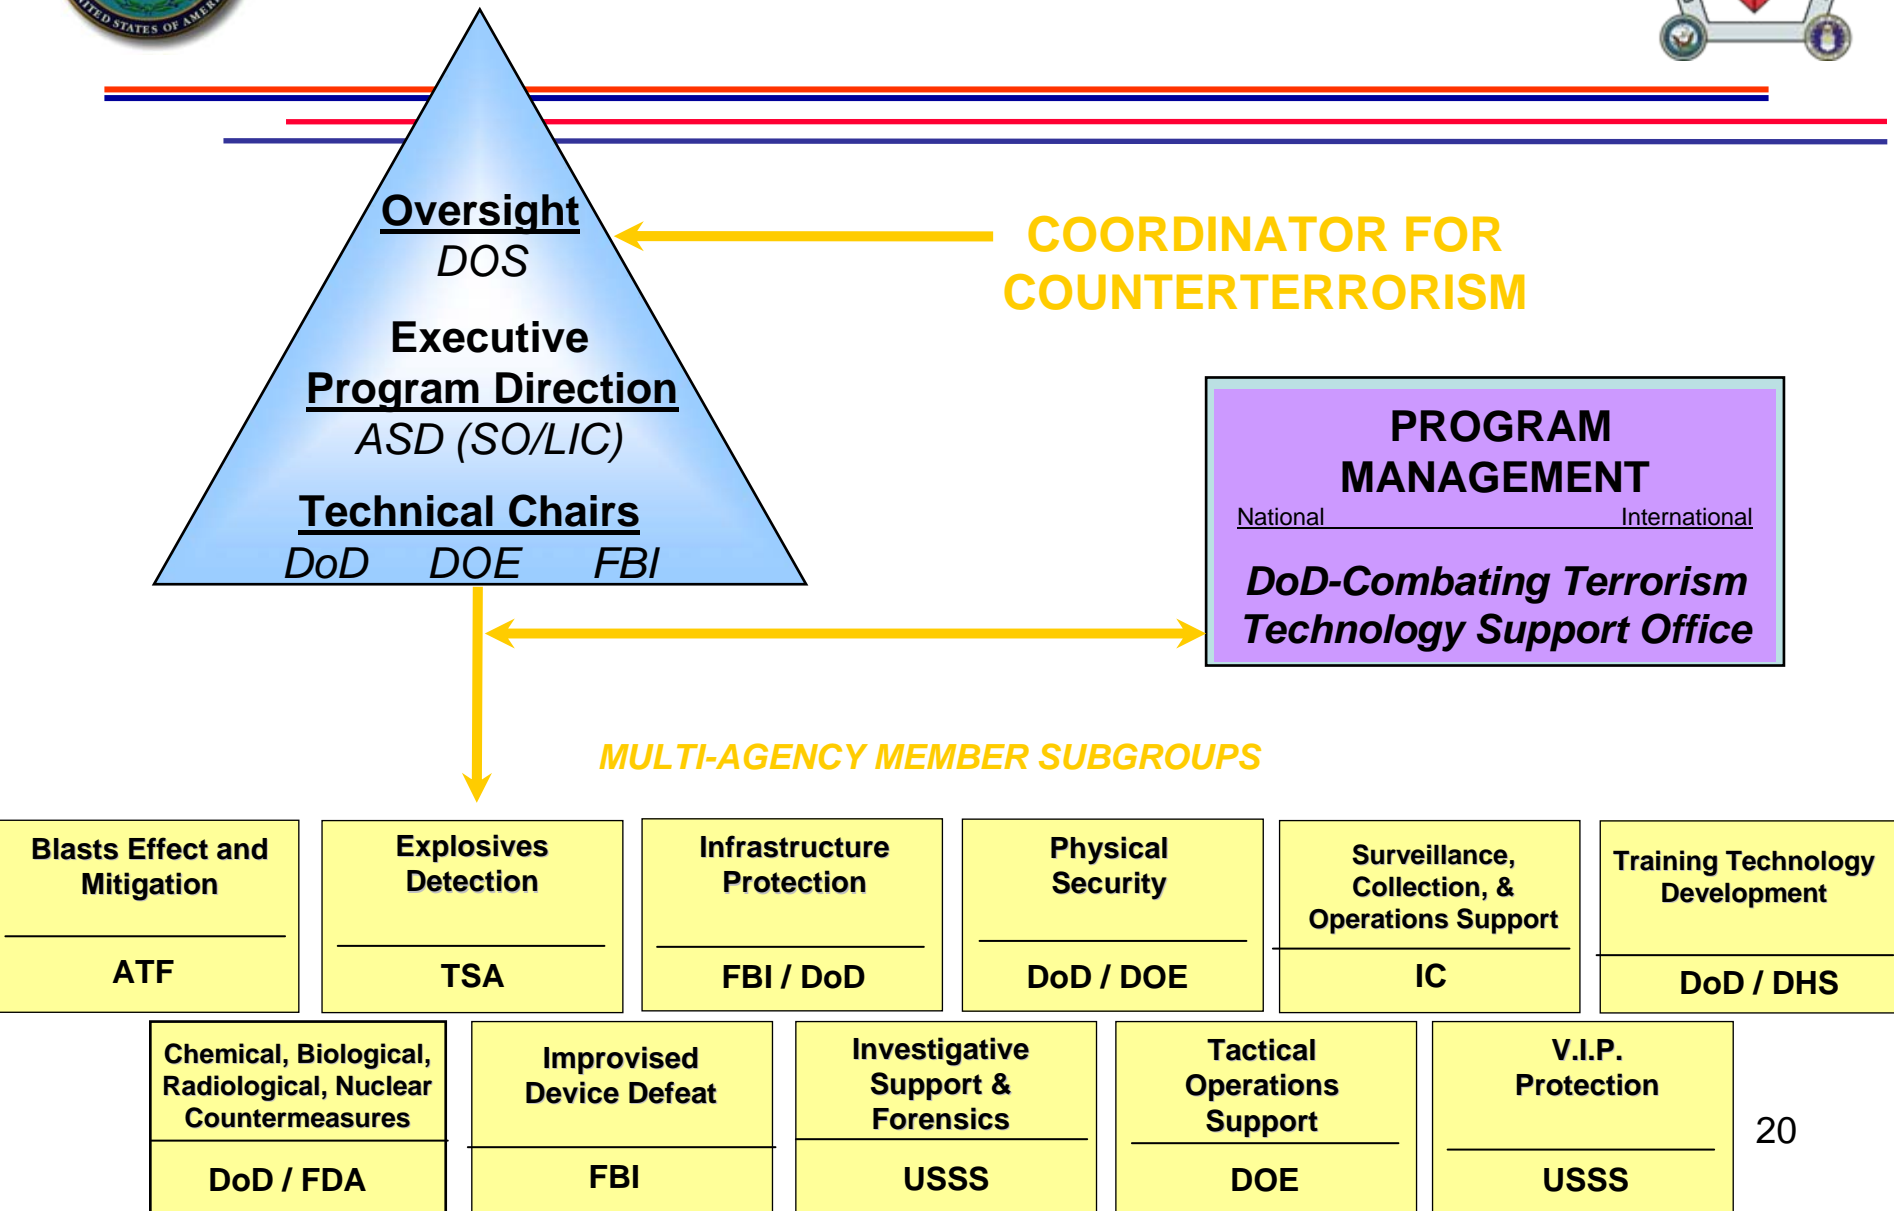 UNITED STATES OF AMER
Oversight
DOS
Executive
Program Direction
ASD (SO/LIC)
Technical Chairs
DoD DOE FBI
COORDINATOR FOR
COUNTERTERRORISM
PROGRAM
MANAGEMENT
National International
DoD-Combating Terrorism
Technology Support Office
MULTI-AGENCY MEMBER SUBGROUPS
Blasts Effect and
Mitigation
ATF
Explosives
Detection
TSA
Infrastructure
Protection
FBI / DoD
Physical
Security
DoD / DOE
Surveillance,
Collection, &
Operations Support
IC
Training Technology
Development
DoD / DHS
Chemical, Biological,
Radiological, Nuclear
Countermeasures
DoD / FDA
Improvised
Device Defeat
FBI
Investigative
Support &
Forensics
USSS
Tactical
Operations
Support
DOE
V.I.P.
Protection
USSS
20